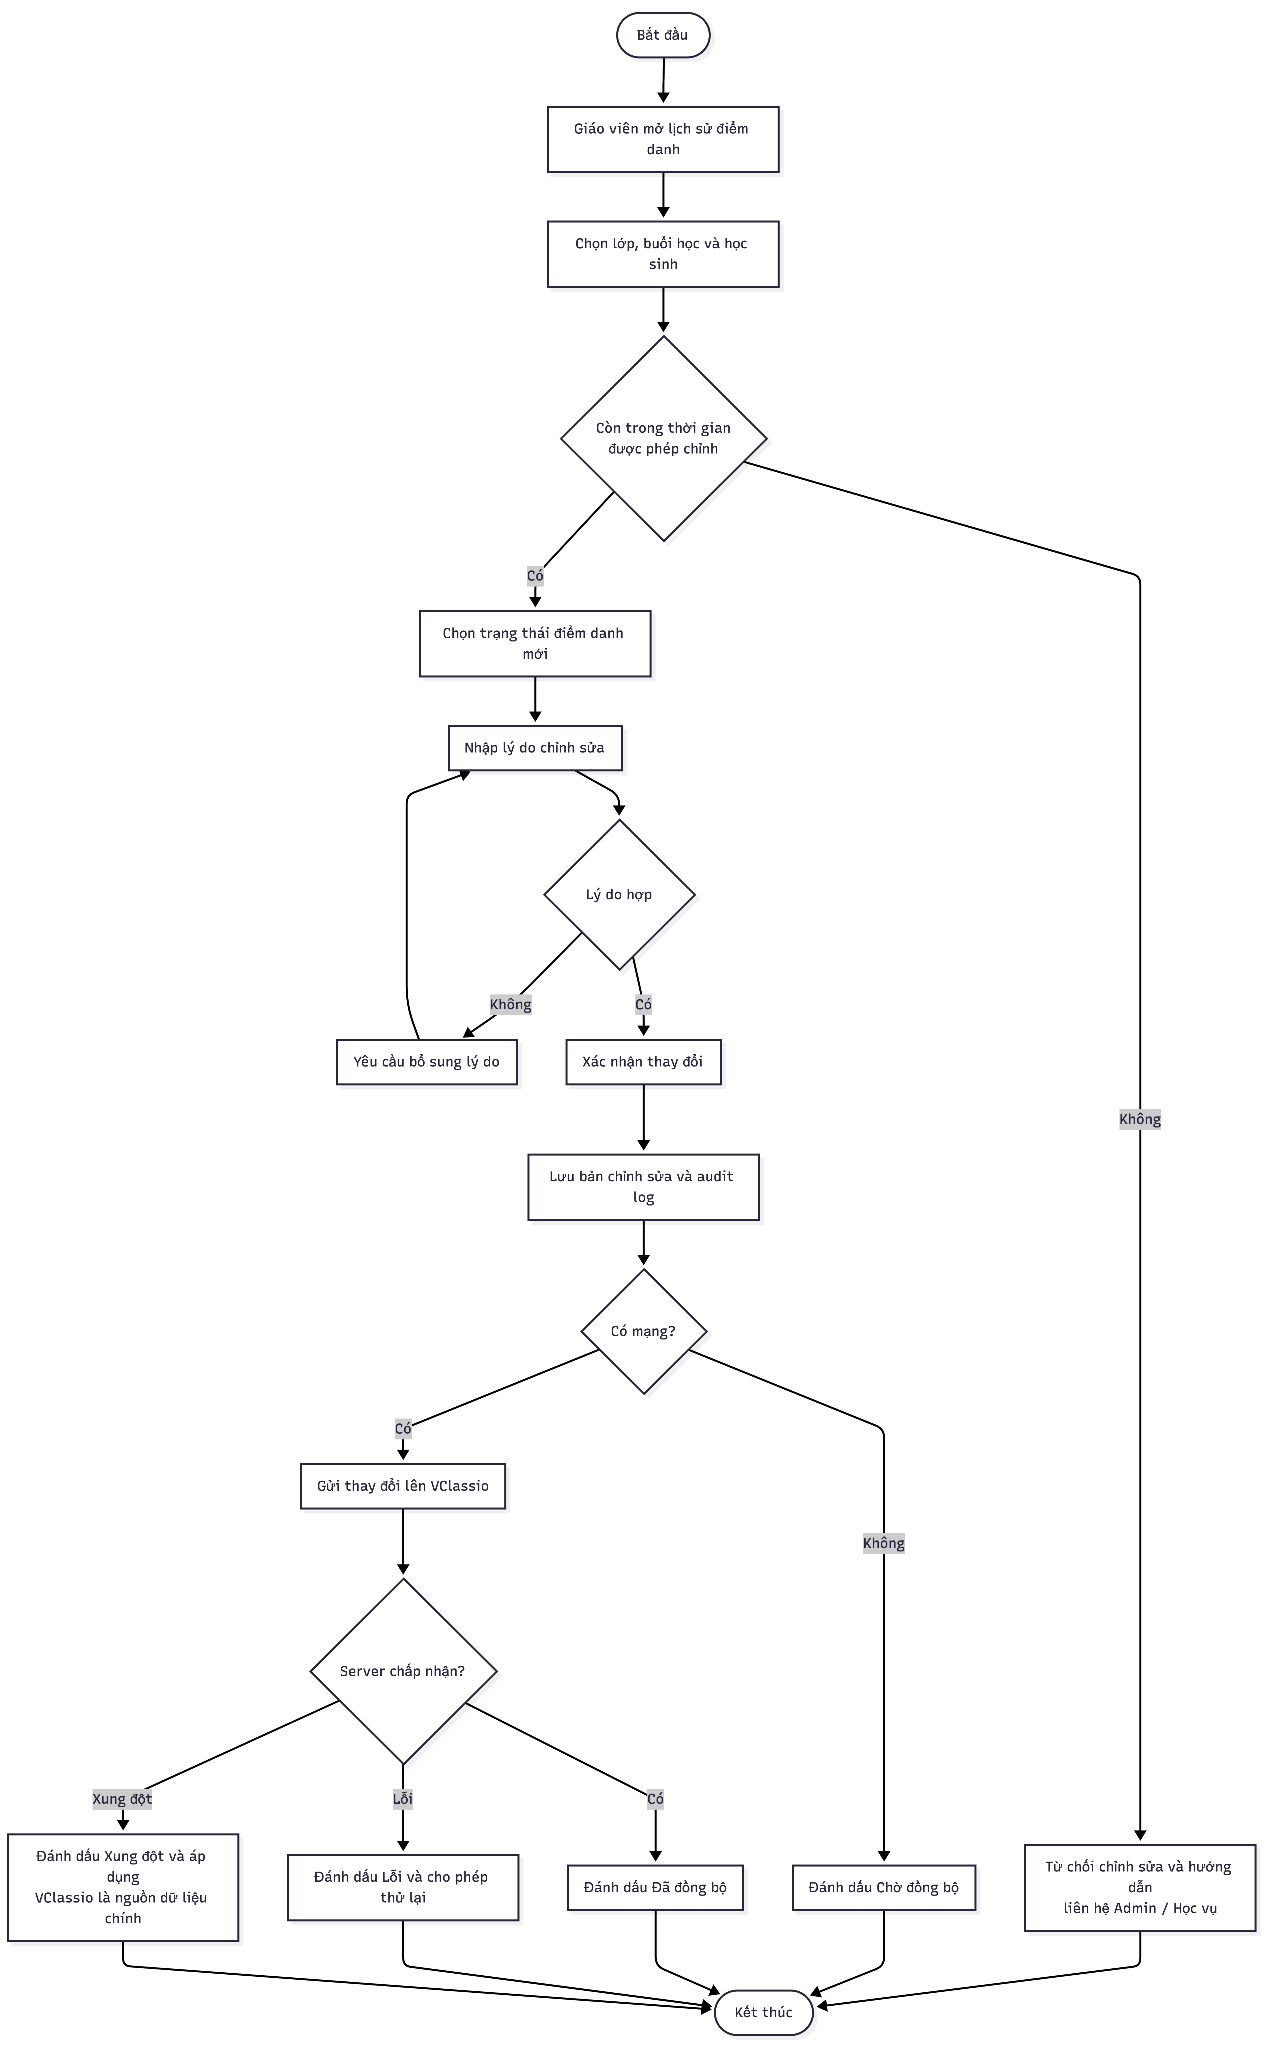 Bắt đầu
Giáo viên mở lịch sử điểm
danh
Chọn lớp, buổi học và học
sinh
Còn trong thời gian
được phép chỉnh
Có
Chọn trạng thái điểm danh
mới
Nhập lý do chỉnh sửa
Lý do hợp
Không
Có
Yêu cầu bổ sung lý do
Xác nhận thay đổi
Không
Lưu bản chỉnh sửa và audit
log
Có mạng?
Có
Gửi thay đổi lên VClassio
Không
Server chấp nhận?
Xung đột
Lỗi
Có
Đánh dấu Xung đột và áp
dụng
VClassio là nguồn dữ liệu
chính
Đánh dấu Lỗi và cho phép
thử lại
Đánh dấu Đã đồng bộ
Đánh dấu Chờ đồng bộ
Từ chối chỉnh sửa và hướng
dẫn
liên hệ Admin / Học vụ
Kết thúc